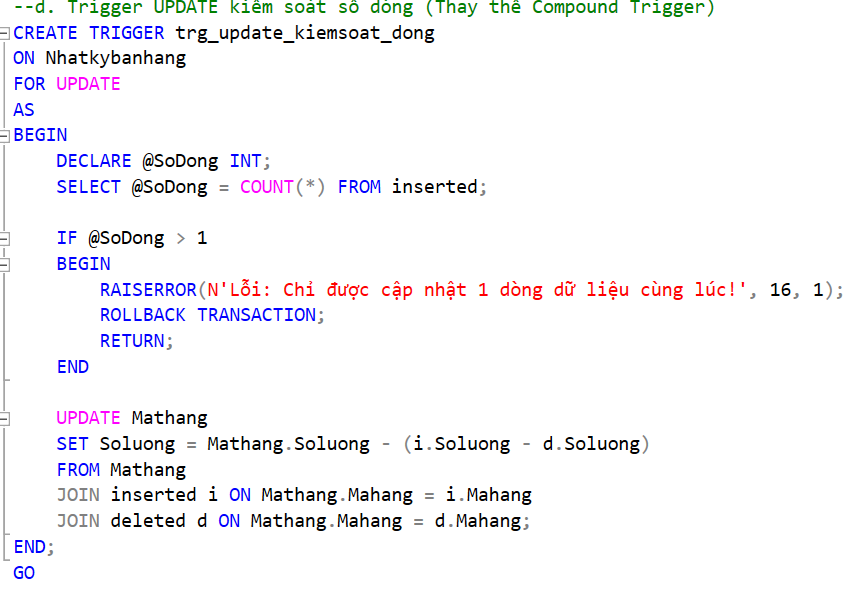 --d. Trigger UPDATE kiểm soát số dòng (Thay thế Compound Trigger)
CREATE TRIGGER trg_update_kiemsoat_dong
ON Nhatkybanhang
FOR UPDATE
AS
BEGIN
    DECLARE @SoDong INT;
    SELECT @SoDong = COUNT(*) FROM inserted;
    IF @SoDong > 1
    BEGIN
        RAISERROR(N'Lỗi: Chỉ được cập nhật 1 dòng dữ liệu cùng lúc!', 16, 1);
        ROLLBACK TRANSACTION;
        RETURN;
    END
    UPDATE Mathang
    SET Soluong = Mathang.Soluong - (i.Soluong - d.Soluong)
    FROM Mathang
    JOIN inserted i ON Mathang.Mahang = i.Mahang
    JOIN deleted d ON Mathang.Mahang = d.Mahang;
END;
GO